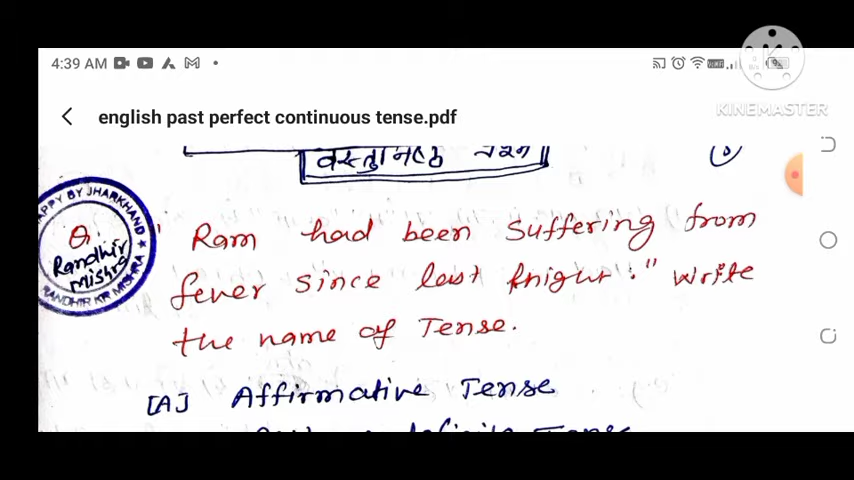 4:39 AM
KINEMASTER
english past perfect continuous tense.pdf
वस्तुनिष्ठ प्रश्न
APPY BY JHARKHAND
Q.
Randhir
Mishra
RANDHIR KR MISHRA
" Ram had been Suffering from
fever since last knight." Write
the name of Tense.
[A] Affirmative Tense